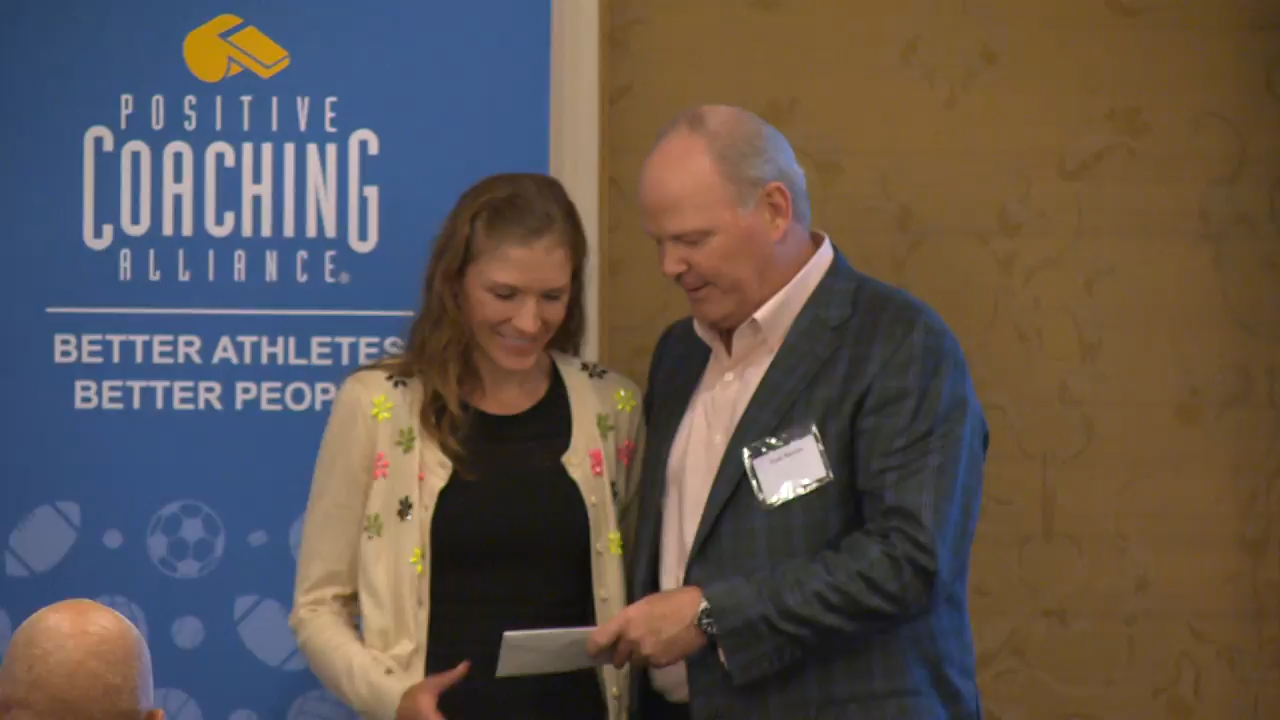 POSITIVE
COACHING
ALLIANCE®
BETTER ATHLETES
BETTER PEOP